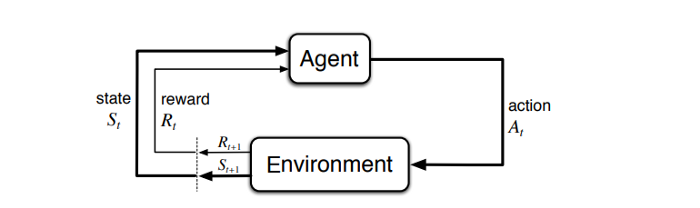 Agent
state
S_t
reward
R_t
action
A_t
R_{t+1}
S_{t+1}
Environment